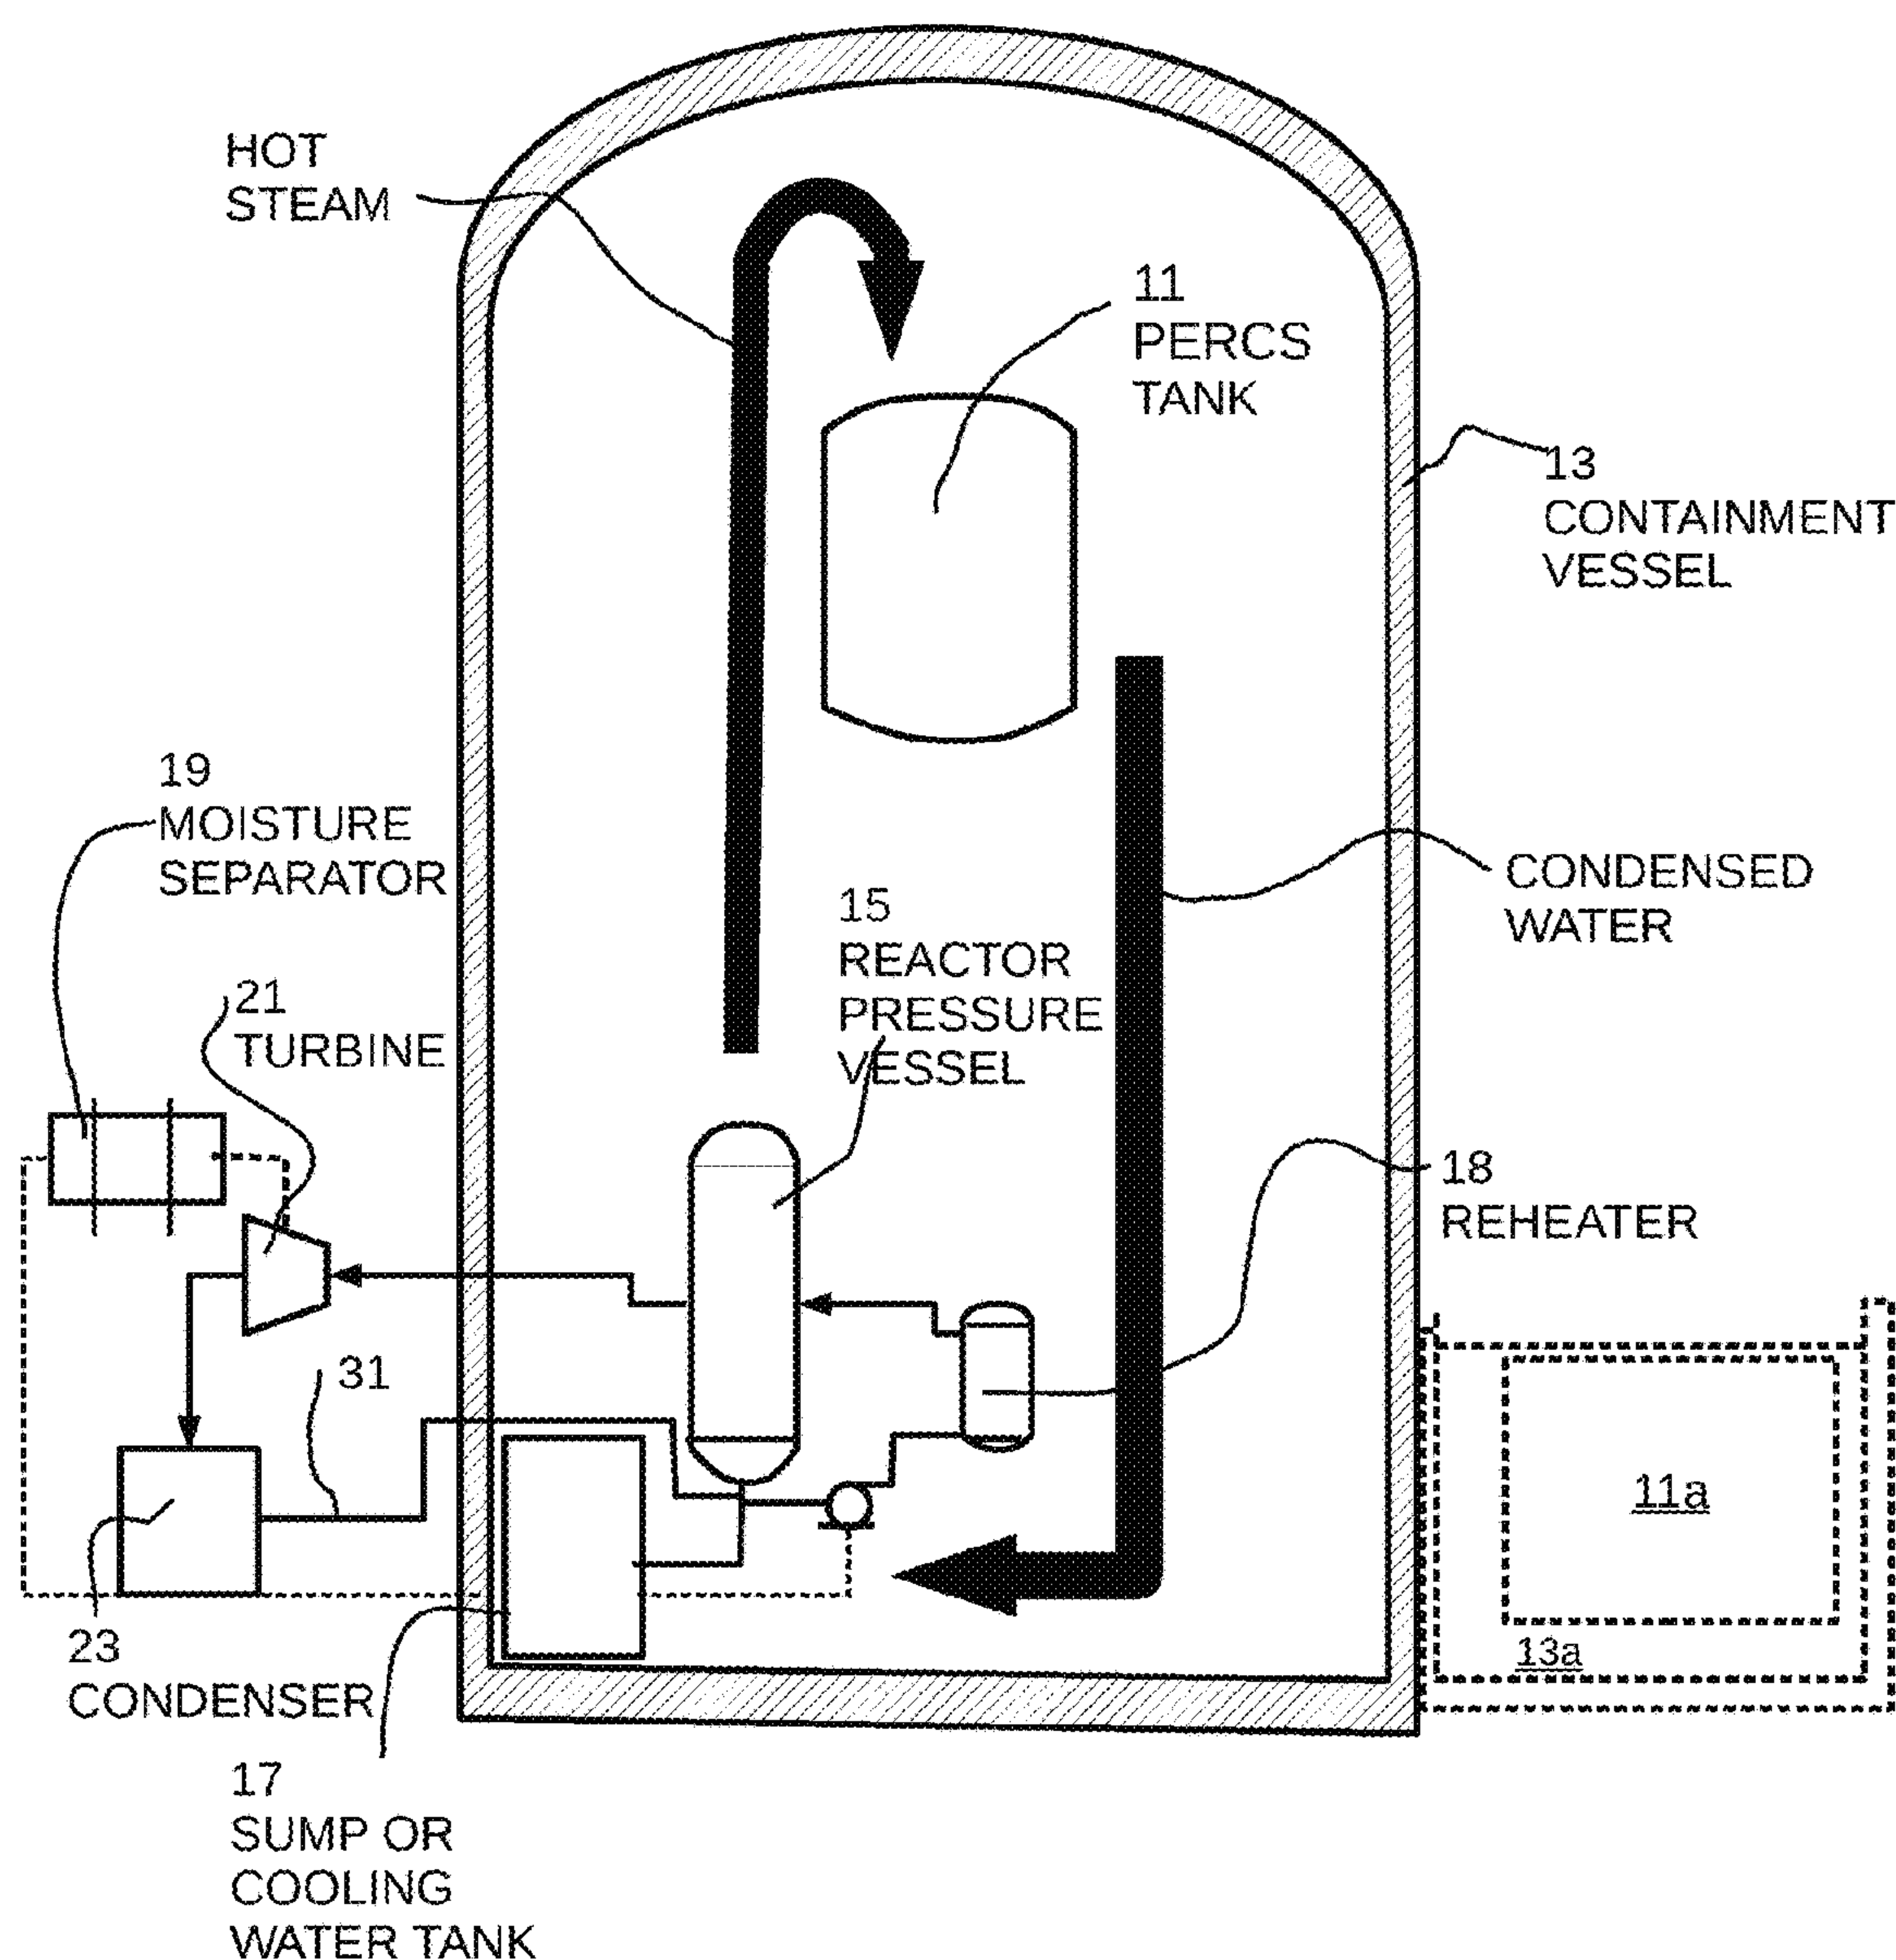 HOT
STEAM
11
PERCS
TANK
13
CONTAINMENT
VESSEL
19
MOISTURE
SEPARATOR
15
REACTOR
PRESSURE
VESSEL
CONDENSED
WATER
21
TURBINE
18
REHEATER
31
11a
13a
23
CONDENSER
17
SUMP OR
COOLING
WATER TANK